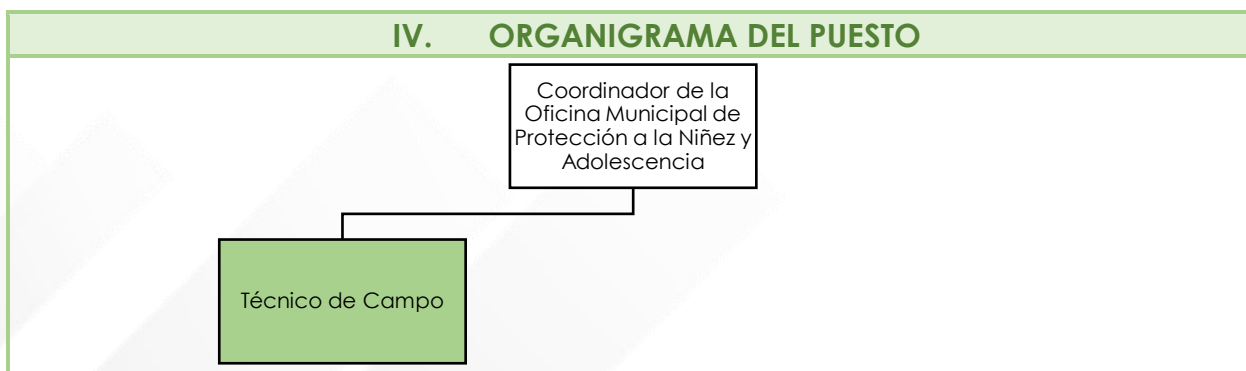 IV. ORGANIGRAMA DEL PUESTO
Coordinador de la
Oficina Municipal de
Protección a la Niñez y
Adolescencia
Técnico de Campo